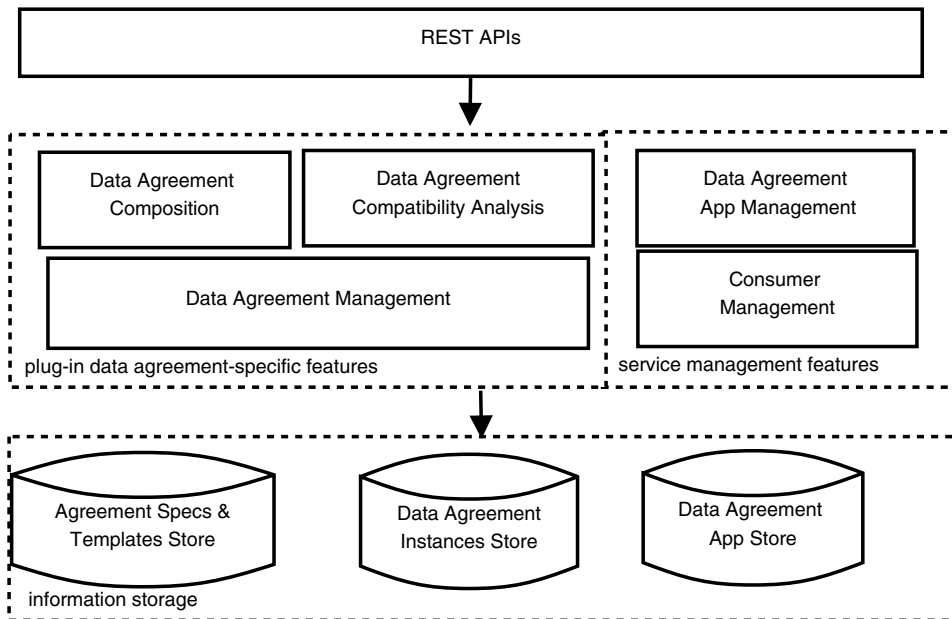 REST APIs
Data Agreement
Composition
Data Agreement
Compatibility Analysis
Data Agreement
App Management
Data Agreement Management
Consumer
Management
plug-in data agreement-specific features
service management features
Agreement Specs &
Templates Store
Data Agreement
Instances Store
Data Agreement
App Store
information storage